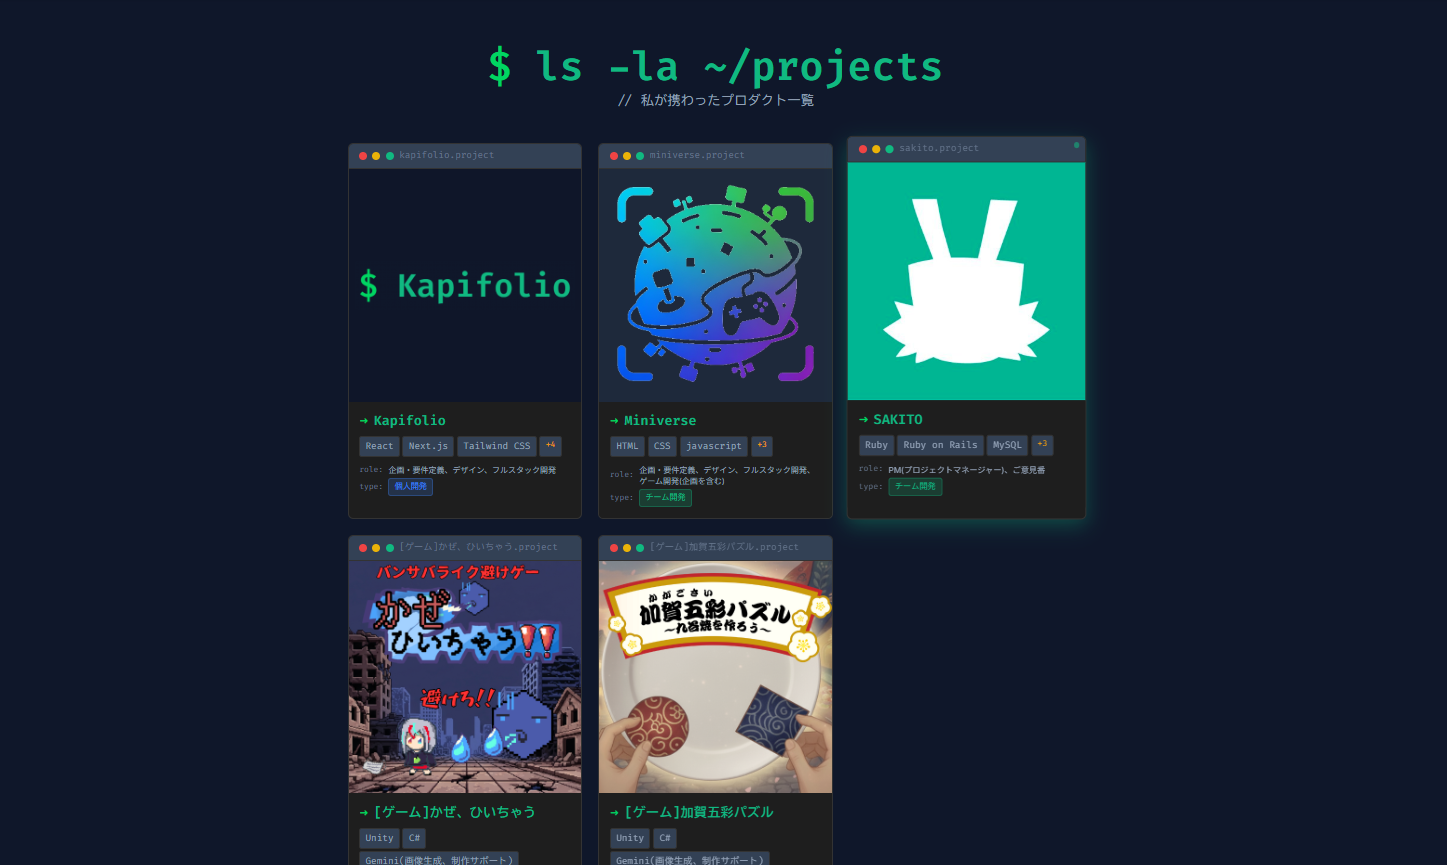 $ ls -la ~/projects
// 私が携わったプロダクト一覧
kapifolio.project
$ Kapifolio
→ Kapifolio
React Next.js Tailwind CSS +4
role: 企画・要件定義、デザイン、フルスタック開発
type: 個人開発
miniverse.project
→ Miniverse
HTML CSS javascript +3
role: 企画・要件定義、デザイン、フルスタック開発、
ゲーム開発(企画を含む)
type: チーム開発
sakito.project
→ SAKITO
Ruby Ruby on Rails MySQL +3
role: PM(プロジェクトマネージャー)、ご意見番
type: チーム開発
[ゲーム]かぜ、ひいちゃう.project
バンサバライク避けゲー
かぜ
ひいちゃう!!
避けろ!!
→ [ゲーム]かぜ、ひいちゃう
Unity C#
Gemini(画像生成、制作サポート)
[ゲーム]加賀五彩パズル.project
かがごさい
加賀五彩パズル
～九谷焼を作ろう～
→ [ゲーム]加賀五彩パズル
Unity C#
Gemini(画像生成、制作サポート)